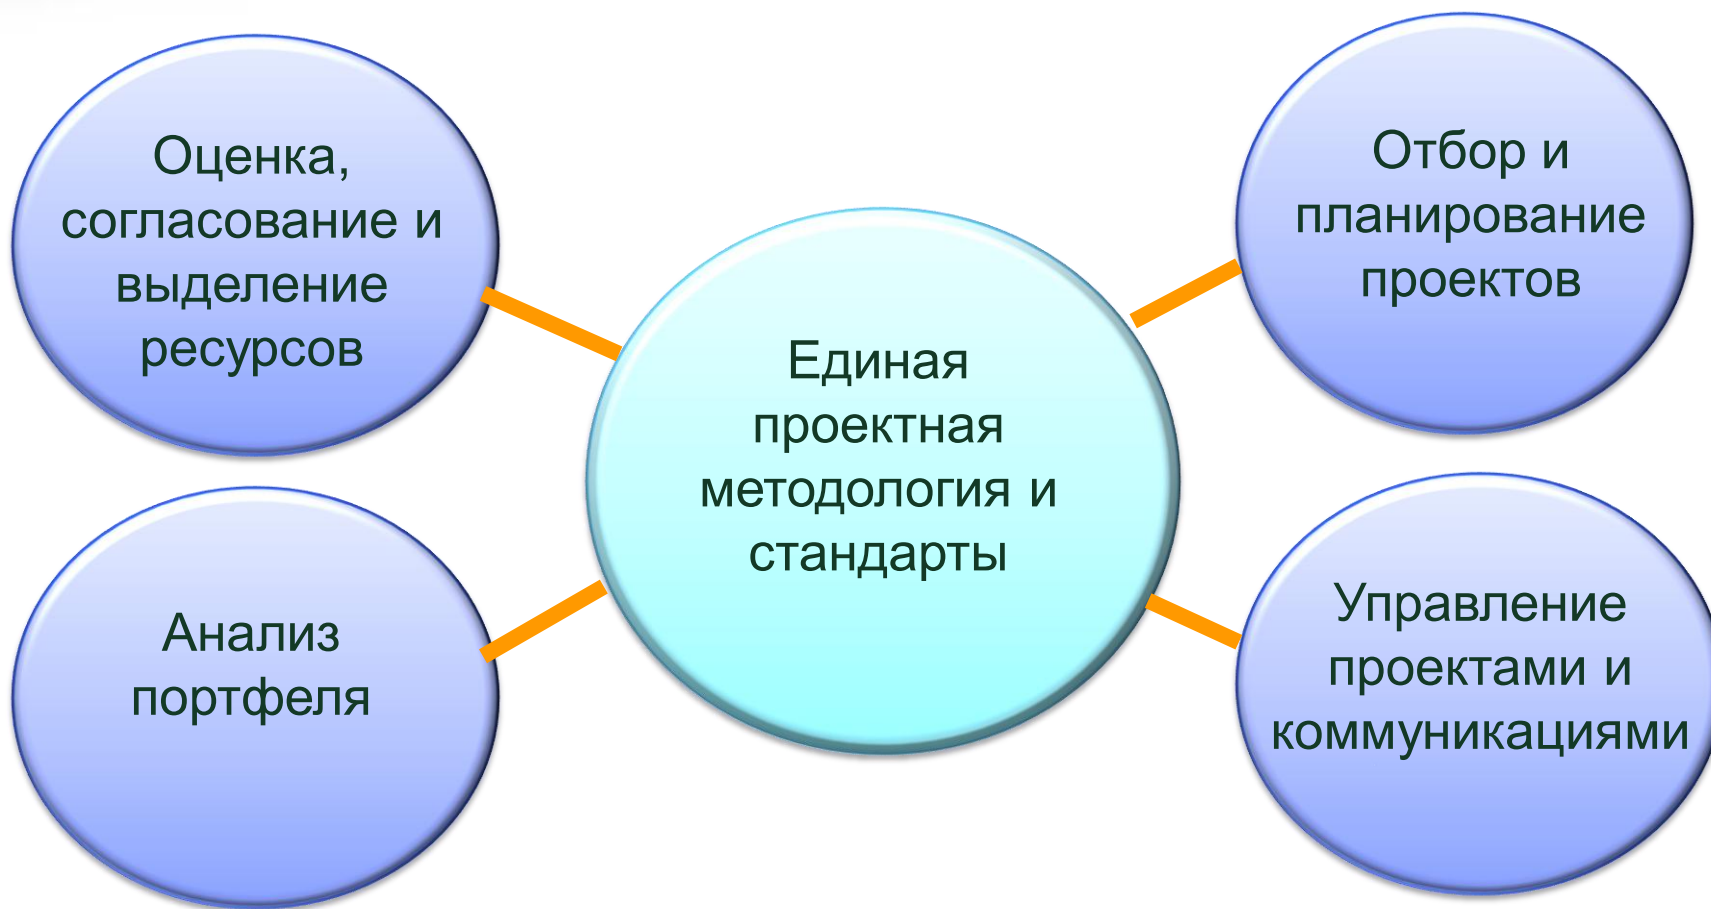 Оценка,
согласование и
выделение
ресурсов
Отбор и
планирование
проектов
Единая
проектная
методология и
стандарты
Анализ
портфеля
Управление
проектами и
коммуникациями